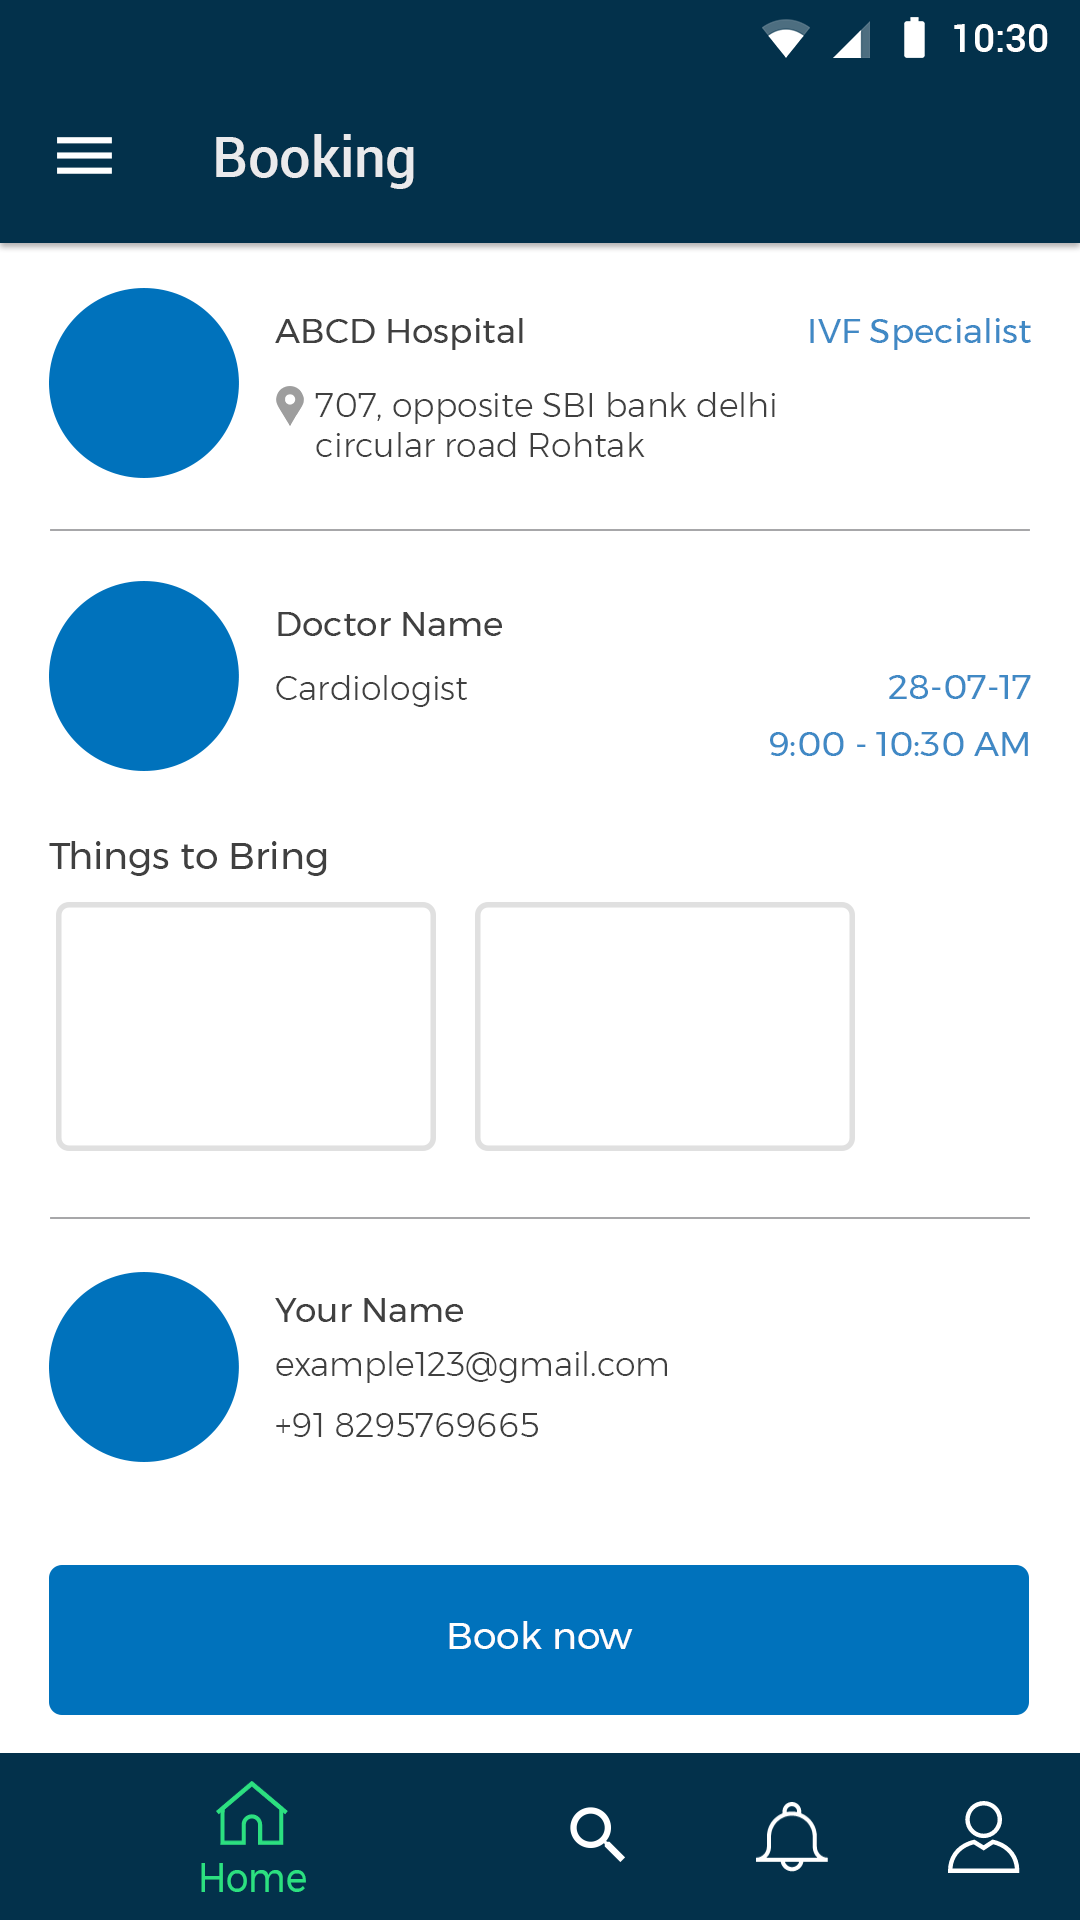 10:30
Booking
ABCD Hospital
IVF Specialist
707, opposite SBI bank delhi
circular road Rohtak
Doctor Name
Cardiologist
28-07-17
9:00 - 10:30 AM
Things to Bring
Your Name
example123@gmail.com
+91 8295769665
Book now
Home